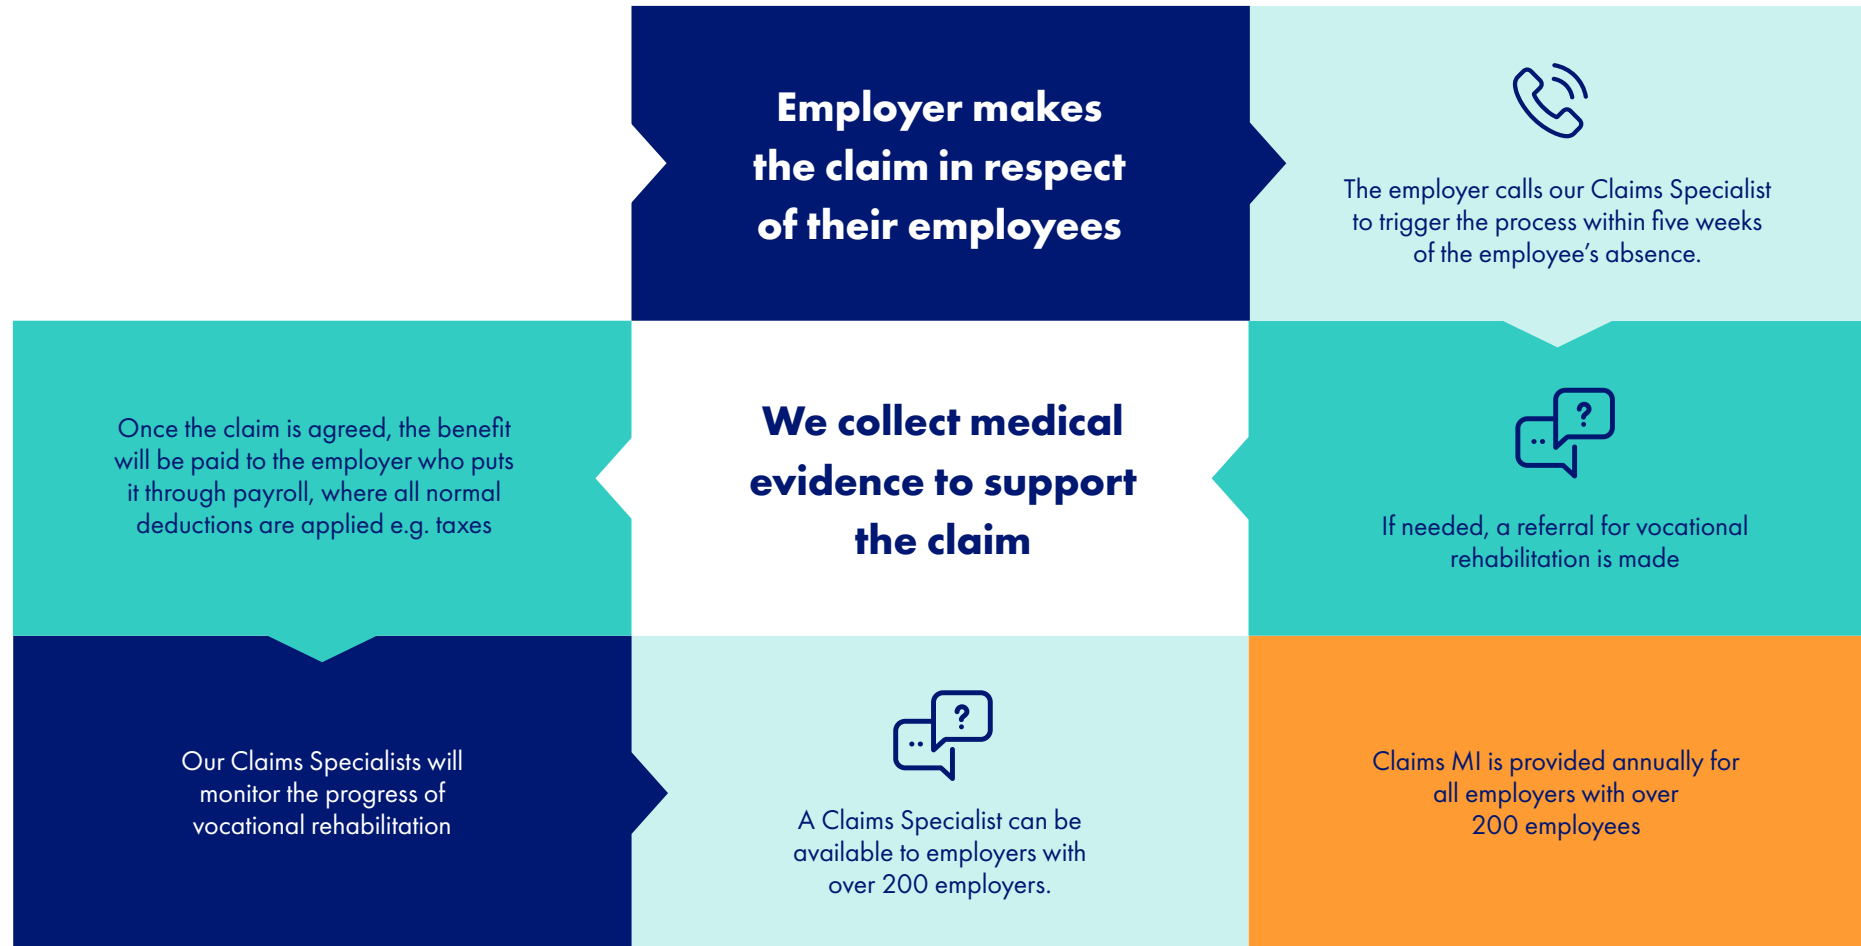 Employer makes
the claim in respect
of their employees
The employer calls our Claims Specialist
to trigger the process within five weeks
of the employee’s absence.
If needed, a referral for vocational
rehabilitation is made
We collect medical
evidence to support
the claim
Once the claim is agreed, the benefit
will be paid to the employer who puts
it through payroll, where all normal
deductions are applied e.g. taxes
Our Claims Specialists will
monitor the progress of
vocational rehabilitation
A Claims Specialist can be
available to employers with
over 200 employers.
Claims MI is provided annually for
all employers with over
200 employees